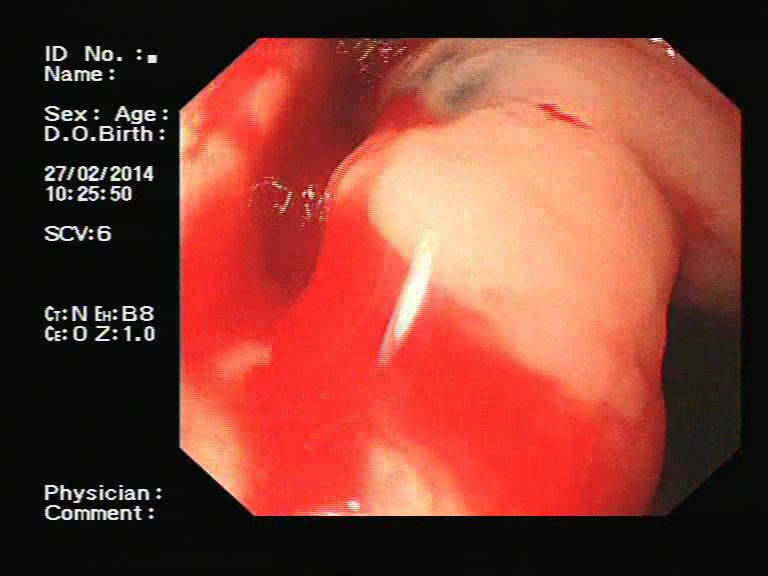 ID No. :
Name:
Sex: Age:
D.O.Birth:
27/02/2014
10:25:50
SCV:6
CT:N EH:B8
CE:0 Z:1.0
Physician:
Comment: